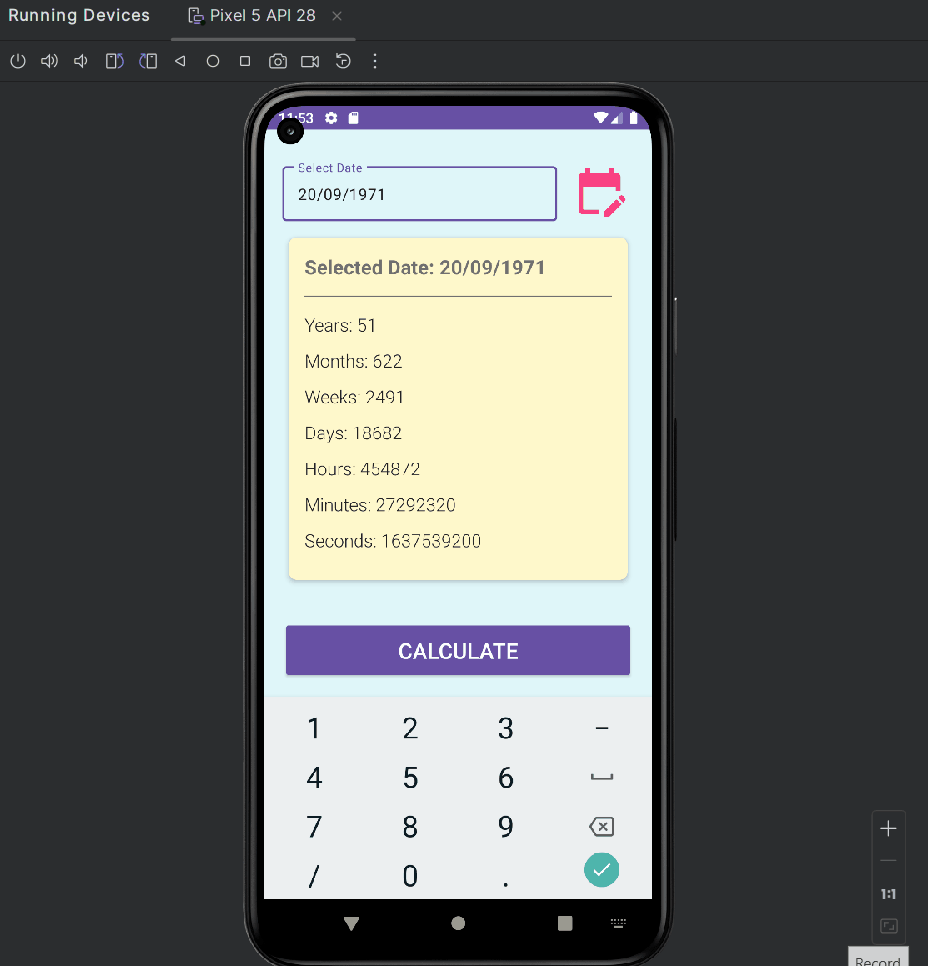 Running Devices
Pixel 5 API 28
11:53
Select Date
20/09/1971
Selected Date: 20/09/1971
Years: 51
Months: 622
Weeks: 2491
Days: 18682
Hours: 454872
Minutes: 27292320
Seconds: 1637539200
CALCULATE
1 2 3 –
4 5 6
7 8 9
/ 0 .
1:1
Record